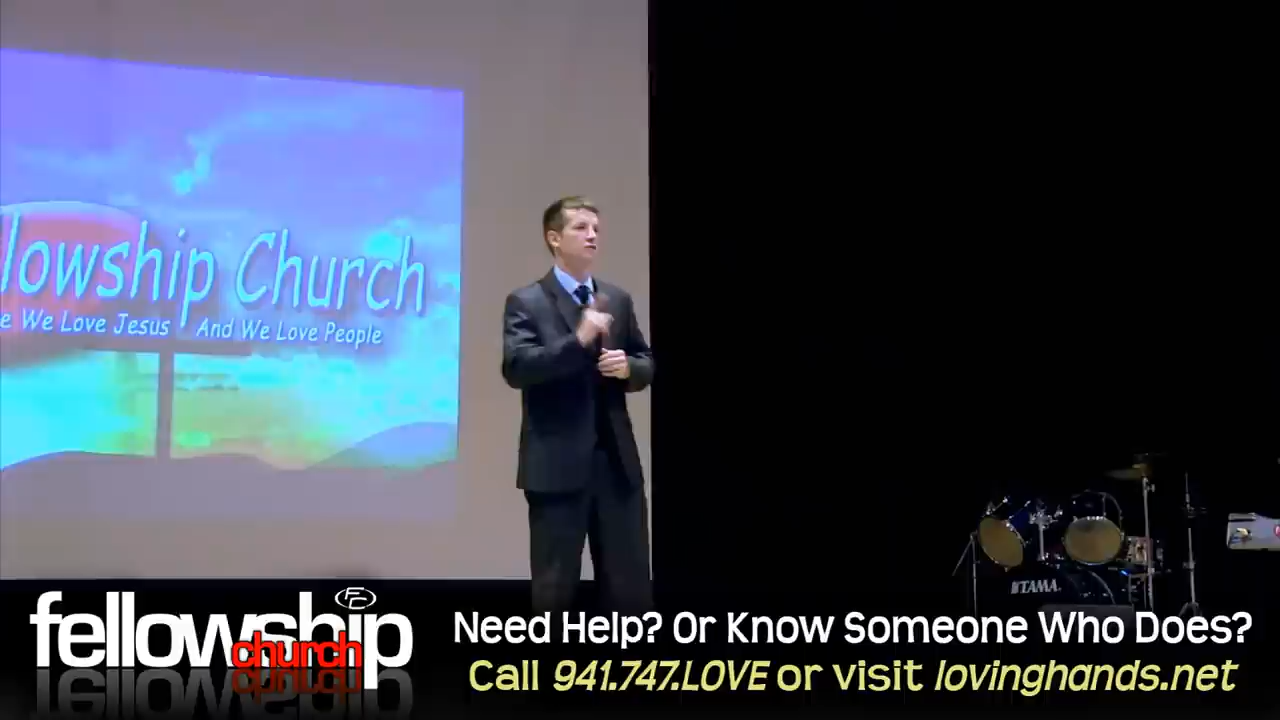 llowship Church
e We Love Jesus And We Love People
TAMA
fellowship
FC
church
Need Help? Or Know Someone Who Does?
Call 941.747.LOVE or visit lovinghands.net